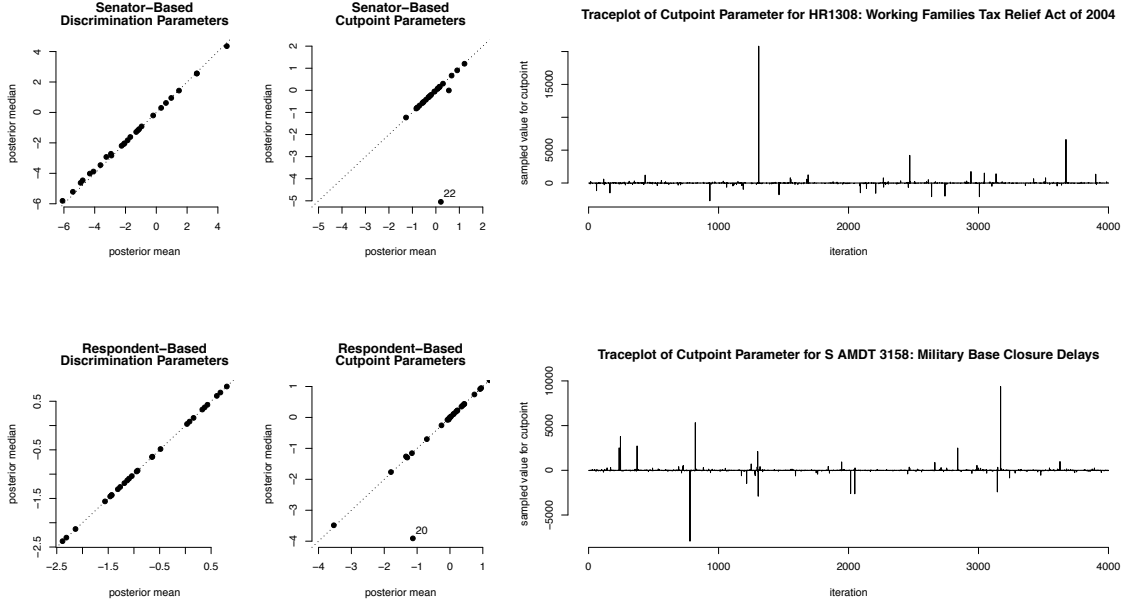 Senator−Based
Discrimination Parameters
posterior median
−6 −4 −2 0 2 4
−6 −4 −2 0 2 4
posterior mean
Senator−Based
Cutpoint Parameters
posterior median
−5 −4 −3 −2 −1 0 1 2
22
−5 −4 −3 −2 −1 0 1 2
posterior mean
Traceplot of Cutpoint Parameter for HR1308: Working Families Tax Relief Act of 2004
sampled value for cutpoint
0 5000 15000
0 1000 2000 3000 4000
iteration
Respondent−Based
Discrimination Parameters
posterior median
−2.5 −1.5 −0.5 0.5
−2.5 −1.5 −0.5 0.5
posterior mean
Respondent−Based
Cutpoint Parameters
posterior median
−4 −3 −2 −1 0 1
20
−4 −3 −2 −1 0 1
posterior mean
Traceplot of Cutpoint Parameter for S AMDT 3158: Military Base Closure Delays
sampled value for cutpoint
−5000 0 5000 10000
0 1000 2000 3000 4000
iteration